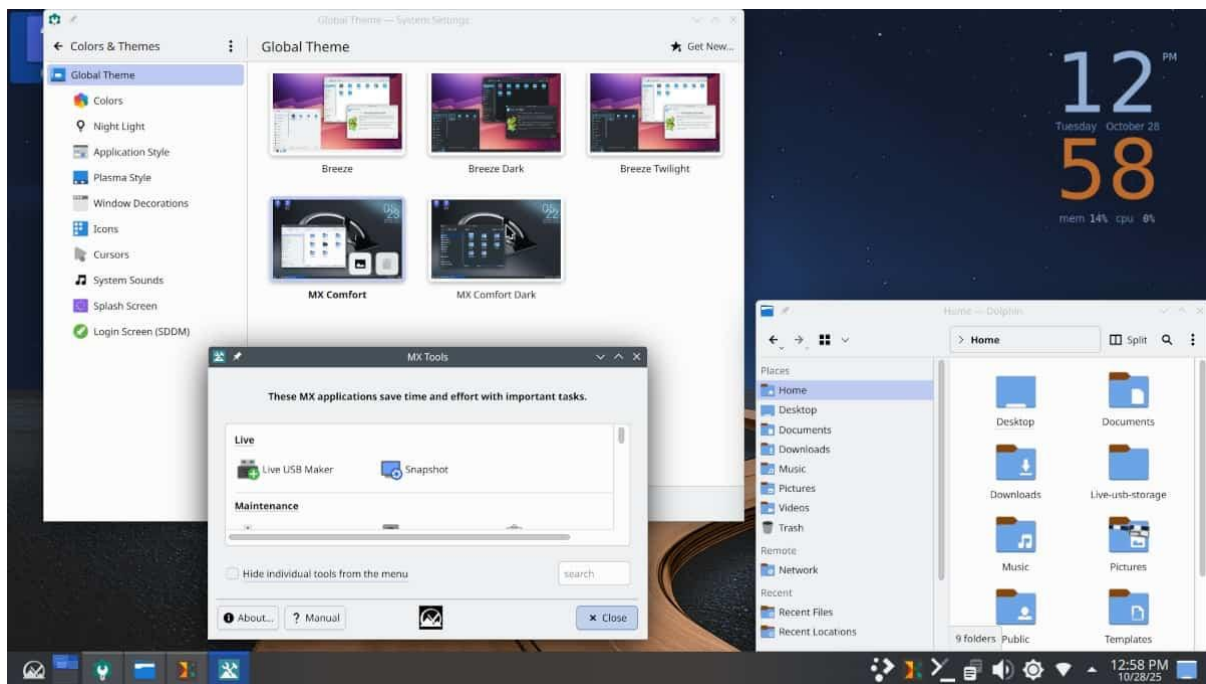 Global Theme — System Settings
Colors & Themes
Global Theme
Get New...
Global Theme
Colors
Night Light
Application Style
Plasma Style
Window Decorations
Icons
Cursors
System Sounds
Splash Screen
Login Screen (SDDM)
Breeze
Breeze Dark
Breeze Twilight
MX Comfort
MX Comfort Dark
12
PM
Tuesday October 28
58
mem 14% cpu 0%
MX Tools
These MX applications save time and effort with important tasks.
Live
Live USB Maker
Snapshot
Maintenance
Hide individual tools from the menu
search
About...
? Manual
Close
Home — Dolphin
> Home
Split
Places
Home
Desktop
Documents
Downloads
Music
Pictures
Videos
Trash
Remote
Network
Recent
Recent Files
Recent Locations
Desktop
Documents
Downloads
Live-usb-storage
Music
Pictures
Public
Templates
9 folders
12:58 PM
10/28/25